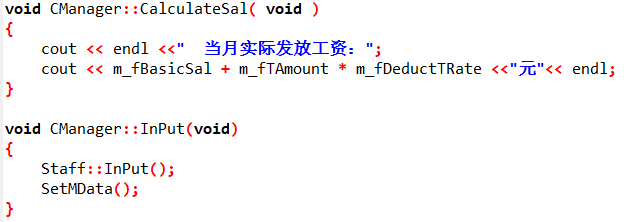 void CManager::CalculateSal( void )
{
    cout << endl <<"  当月实际发放工资：";
    cout << m_fBasicSal + m_fTAmount * m_fDeductTRate <<"元"<< endl;
}

void CManager::InPut(void)
{
    Staff::InPut();
    SetMData();
}